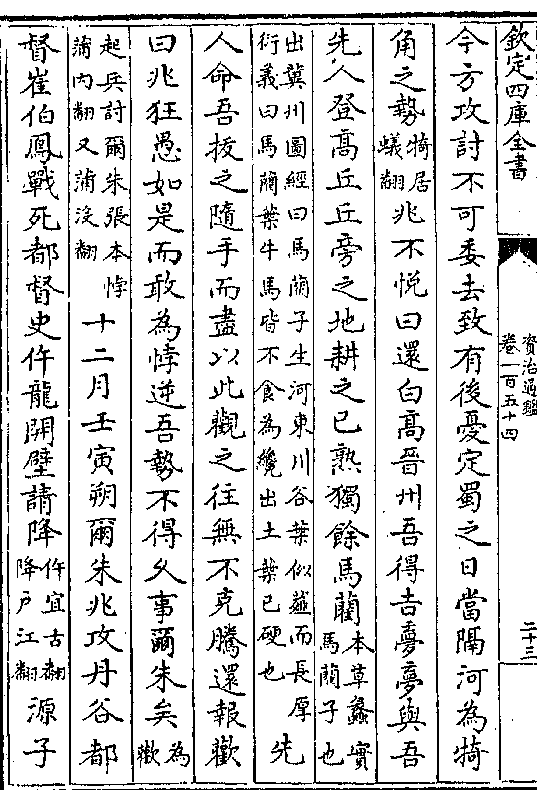 欽定四庫全書
資治通鑑
卷一百五十四
二十三
今方攻討不可委去致有後憂定蜀之日當隔河為犄
角之勢犄居蟻翻兆不悦曰還白高晉州吾得吉夢夢與吾
先人登高丘丘旁之地耕之已熟獨餘馬藺本草蠡實馬藺子也
出冀州圖經曰馬藺子生河東川谷葉似䪥而長厚衍義曰馬藺葉牛馬皆不食為纔出土葉已硬也先
人命吾拔之隨手而盡以此觀之往無不克騰還報歡
曰兆狂愚如是而敢為悖逆吾勢不得久事爾朱矣為歡
起兵討爾朱張本悖蒲内翻又蒲没翻十二月壬寅朔爾朱兆攻丹谷都
督崔伯鳳戰死都督史仵龍開壁請降仵宜古翻降戸江翻源子